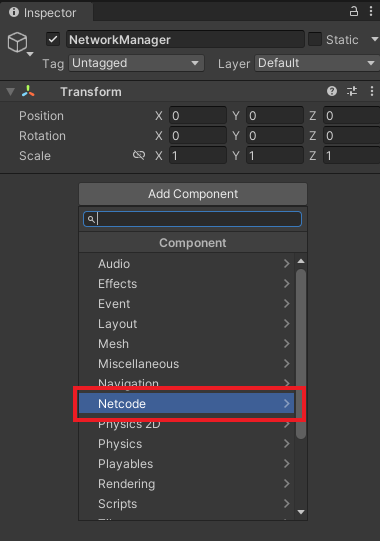 Inspector
NetworkManager Static
Tag Untagged Layer Default
Transform
Position X 0 Y 0 Z 0
Rotation X 0 Y 0 Z 0
Scale X 1 Y 1 Z 1
Add Component
Component
Audio
Effects
Event
Layout
Mesh
Miscellaneous
Navigation
Netcode
Physics 2D
Physics
Playables
Rendering
Scripts